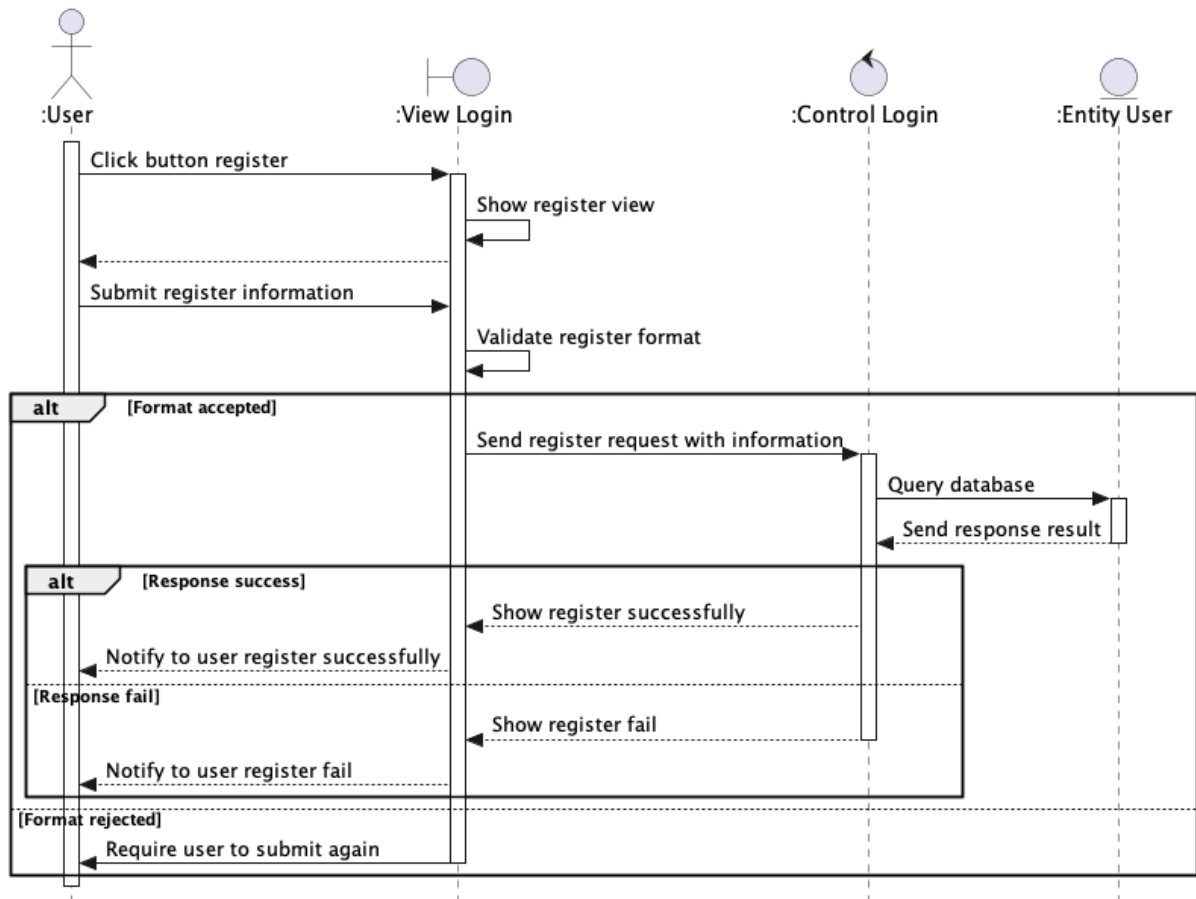 :User
:View Login
:Control Login
:Entity User
Click button register
Show register view
Submit register information
Validate register format
alt [Format accepted]
Send register request with information
Query database
Send response result
alt [Response success]
Show register successfully
Notify to user register successfully
[Response fail]
Show register fail
Notify to user register fail
[Format rejected]
Require user to submit again